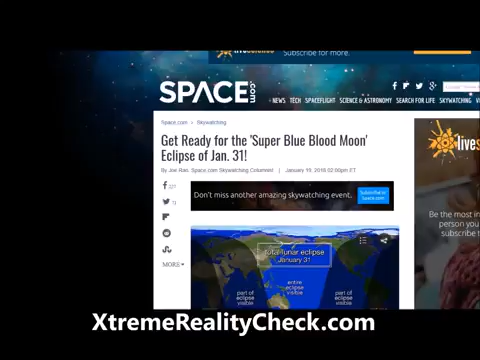 Subscribe for more.
SPACE.com
NEWS TECH SPACEFLIGHT SCIENCE & ASTRONOMY SEARCH FOR LIFE SKYWATCHING
Space.com > Skywatching
Get Ready for the 'Super Blue Blood Moon'
Eclipse of Jan. 31!
By Joe Rao, Space.com Skywatching Columnist | January 19, 2018 02:00pm ET
Don't miss another amazing skywatching event.
Subscribe to
Space.com
MORE
total lunar eclipse
January 31
part of
eclipse
visible
entire
eclipse
visible
part of
eclipse
visible
Be the most in
person you
subscribe t
XtremeRealityCheck.com